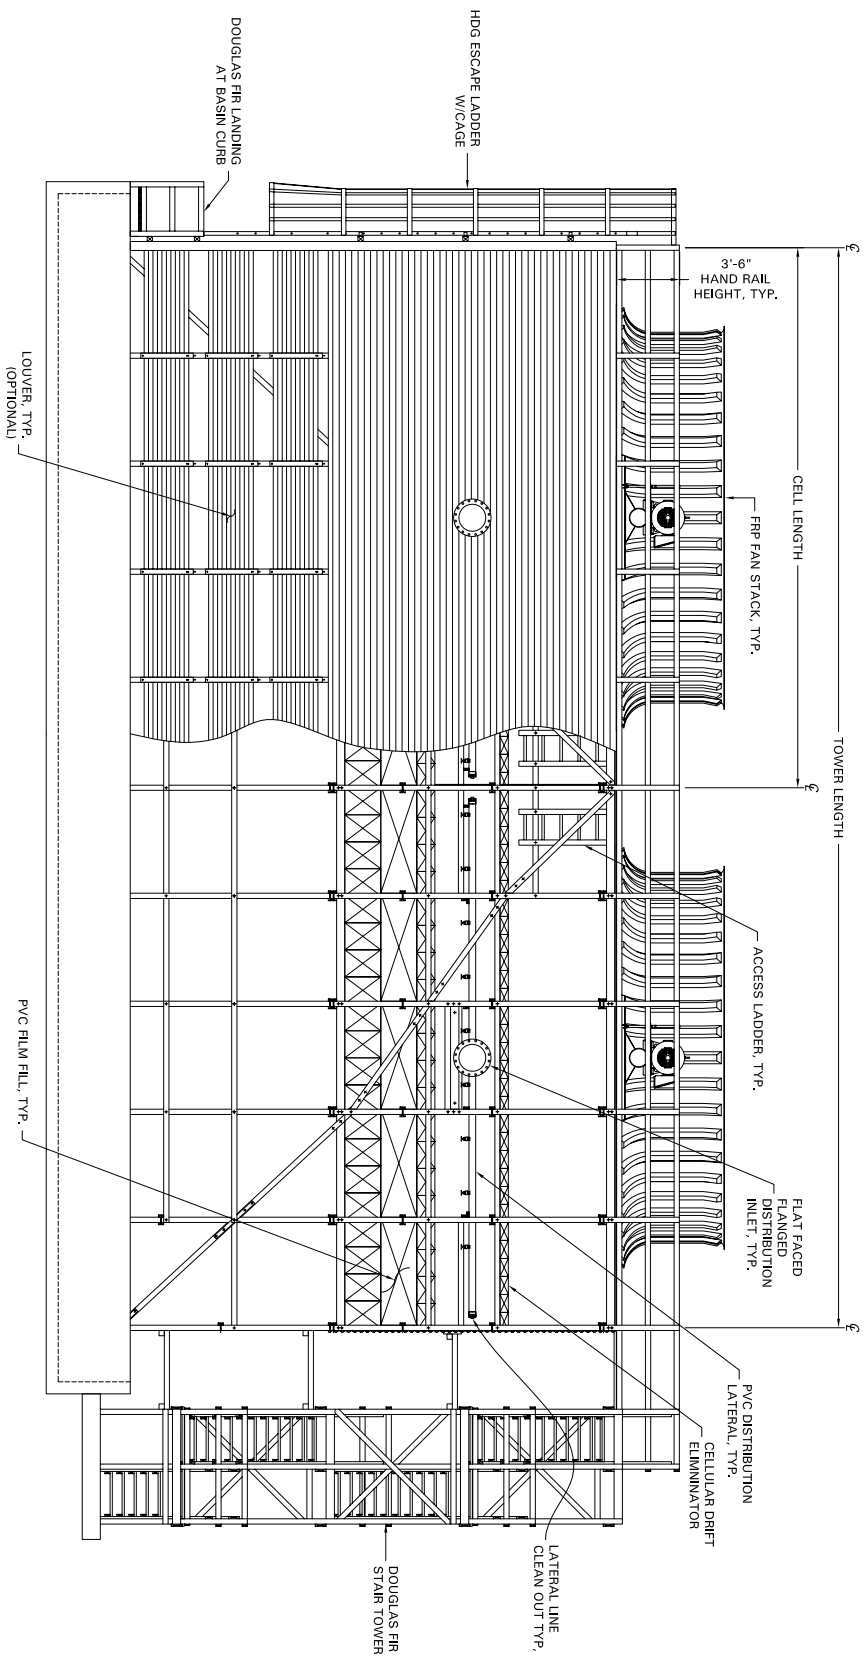 HDG ESCAPE LADDER
W/CAGE
DOUGLAS FIR LANDING
AT BASIN CURB
℄
TOWER LENGTH
℄
CELL LENGTH
℄
3'-6"
HAND RAIL
HEIGHT, TYP.
FRP FAN STACK, TYP.
ACCESS LADDER, TYP.
FLAT FACED
FLANGED
DISTRIBUTION
INLET, TYP.
PVC DISTRIBUTION
LATERAL, TYP.
CELLULAR DRIFT
ELIMNINATOR
LATERAL LINE
CLEAN OUT TYP,
DOUGLAS FIR
STAIR TOWER
LOUVER, TYP.
(OPTIONAL)
PVC FILM FILL, TYP.